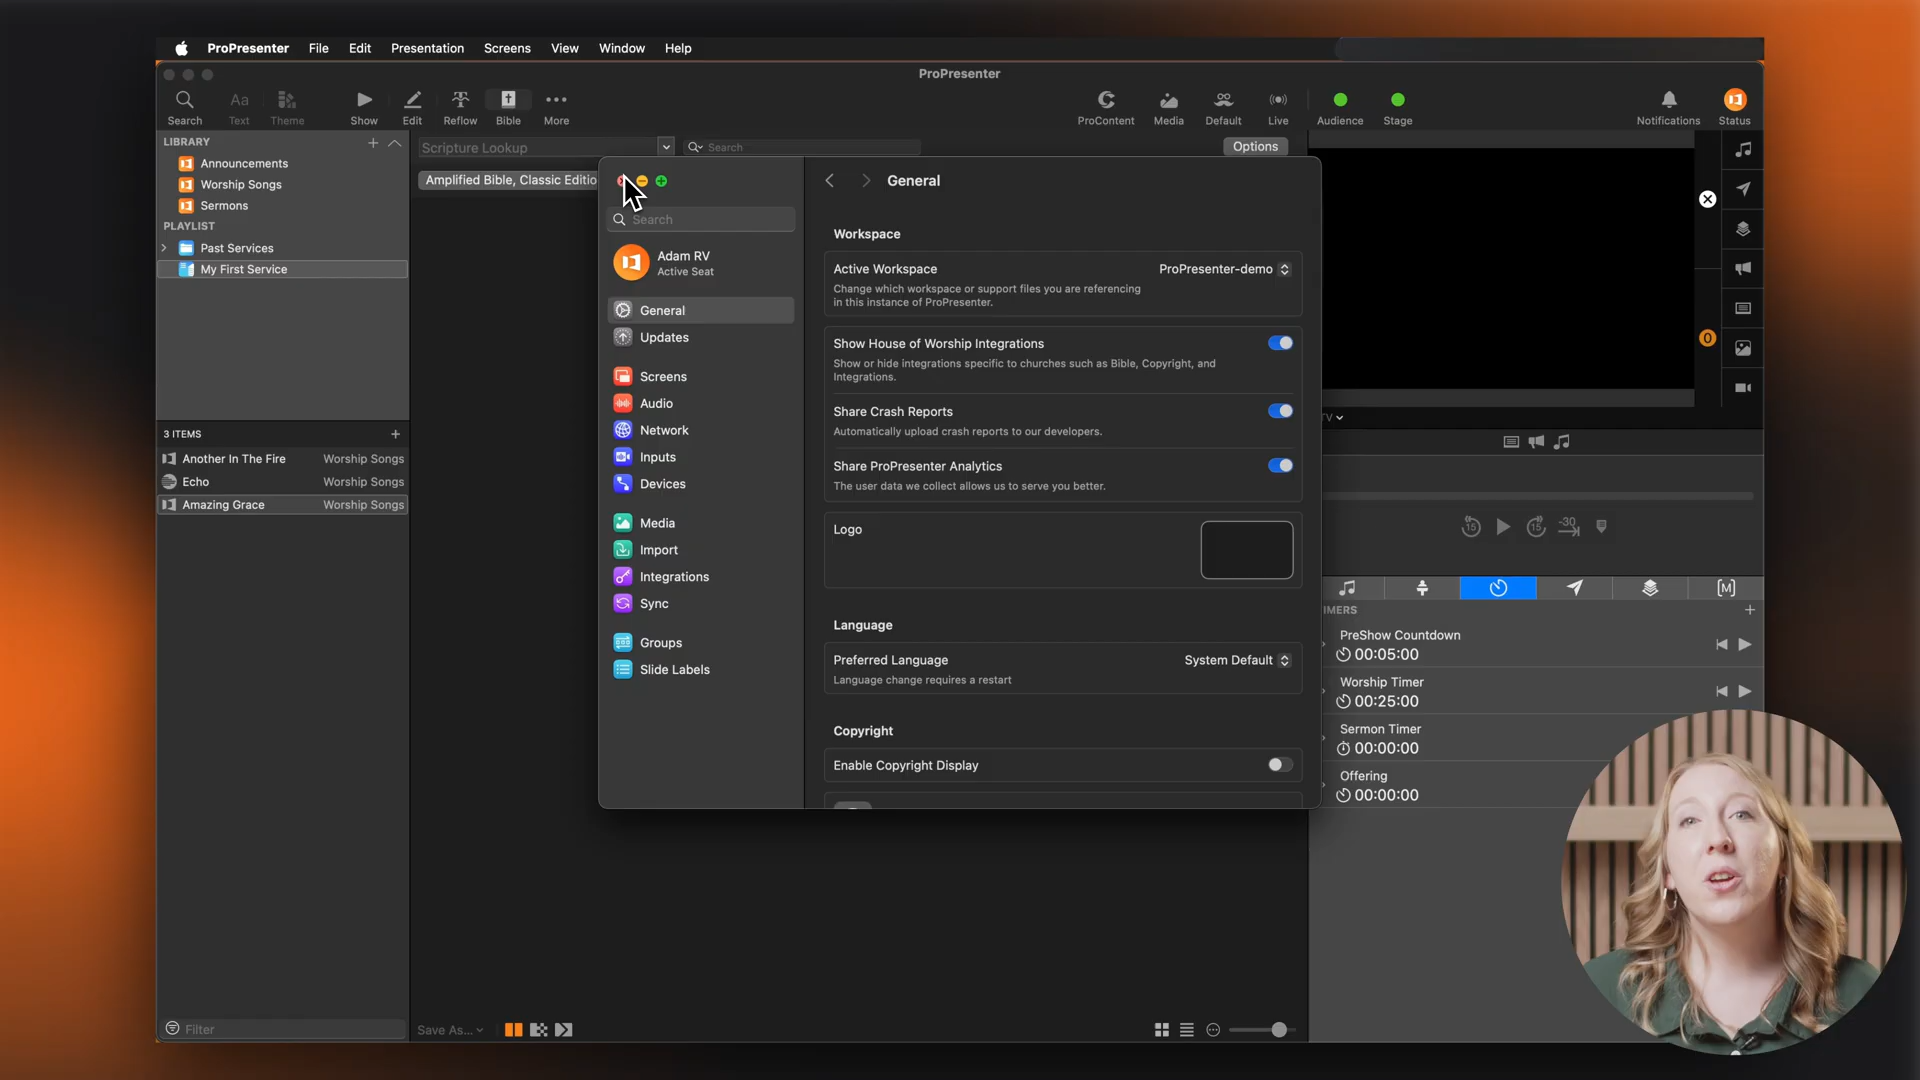 ProPresenter File Edit Presentation Screens View Window Help
ProPresenter
Search Text Theme Show Edit Reflow Bible More ProContent Media Default Live Audience Stage Notifications Status
LIBRARY
Announcements
Worship Songs
Sermons
PLAYLIST
Past Services
My First Service
3 ITEMS
Another In The Fire Worship Songs
Echo Worship Songs
Amazing Grace Worship Songs
Filter
Scripture Lookup Search Options
Amplified Bible, Classic Editio
Search
Adam RV
Active Seat
General
Updates
Screens
Audio
Network
Inputs
Devices
Media
Import
Integrations
Sync
Groups
Slide Labels
General
Workspace
Active Workspace ProPresenter-demo
Change which workspace or support files you are referencing
in this instance of ProPresenter.
Show House of Worship Integrations
Show or hide integrations specific to churches such as Bible, Copyright, and
Integrations.
Share Crash Reports
Automatically upload crash reports to our developers.
Share ProPresenter Analytics
The user data we collect allows us to serve you better.
Logo
Language
Preferred Language System Default
Language change requires a restart
Copyright
Enable Copyright Display
Save As...
0
TV
15 15 -30
[M]
IMERS
PreShow Countdown
00:05:00
Worship Timer
00:25:00
Sermon Timer
00:00:00
Offering
00:00:00